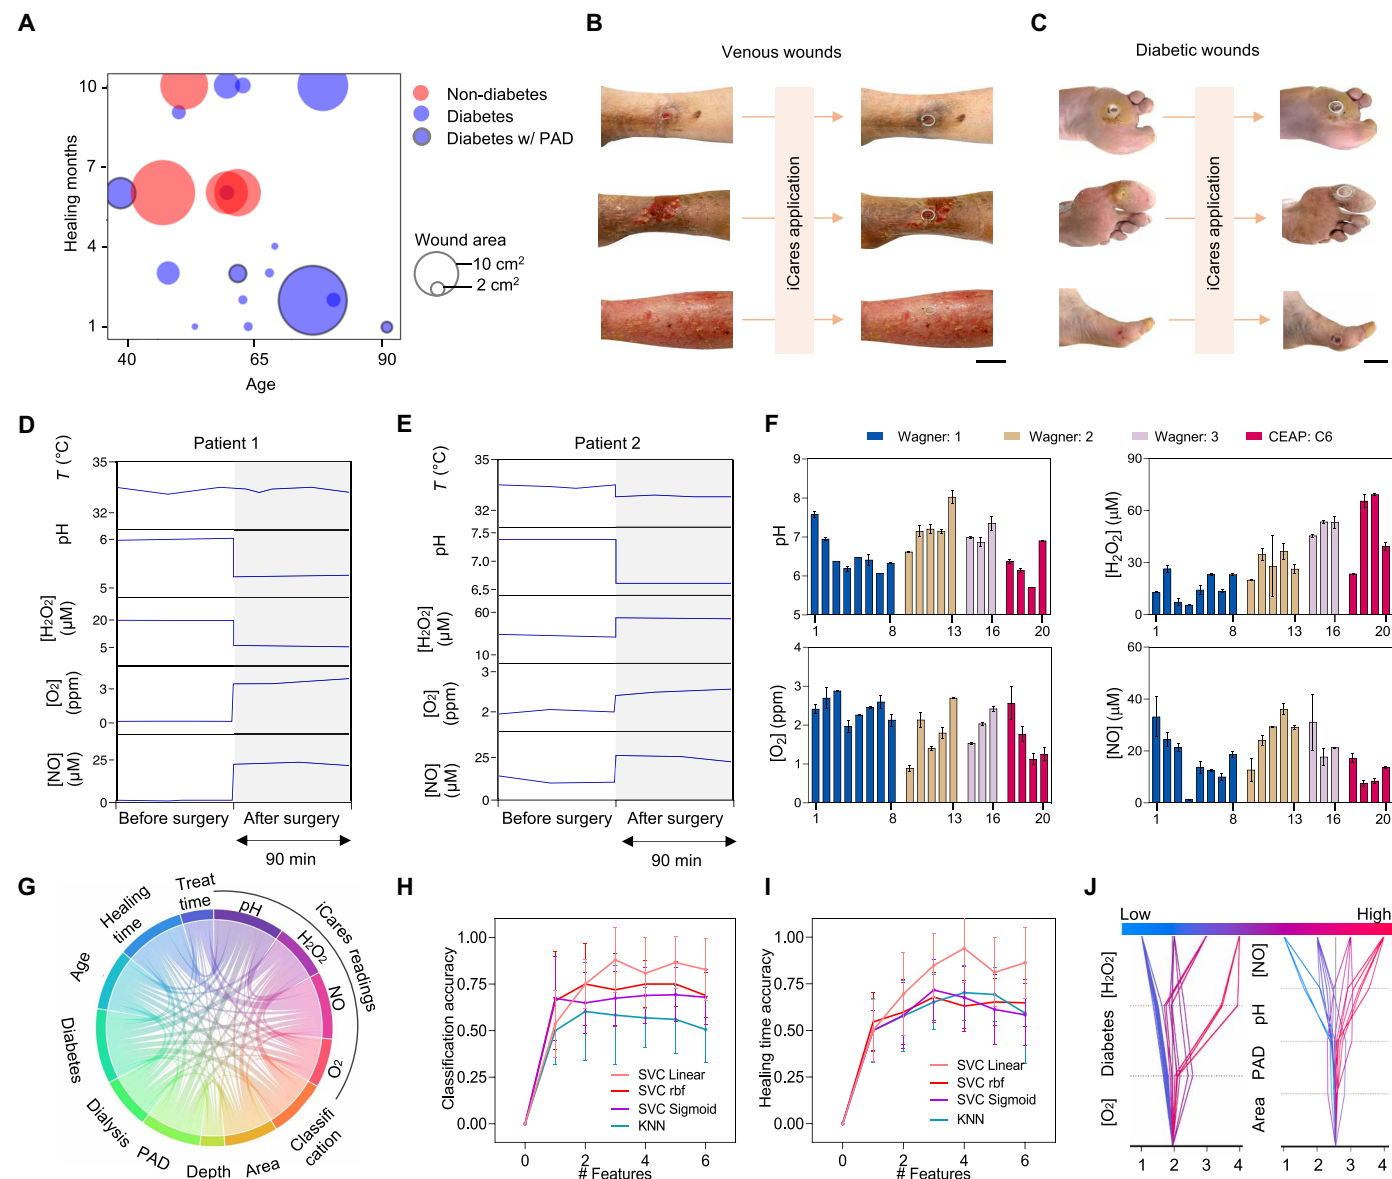 A
10
7
4
1
Healing months
40
65
90
Age
Non-diabetes
Diabetes
Diabetes w/ PAD
Wound area
10 cm²
2 cm²
B
Venous wounds
iCares application
C
Diabetic wounds
iCares application
D
Patient 1
T (°C)
35
32
pH
6
5
[H₂O₂]
(µM)
20
5
[O₂]
(ppm)
3
0
[NO]
(µM)
25
0
Before surgery
After surgery
90 min
E
Patient 2
T (°C)
35
32
pH
7.5
7.0
6.5
[H₂O₂]
(µM)
60
10
[O₂]
(ppm)
3
2
[NO]
(µM)
25
0
Before surgery
After surgery
90 min
F
Wagner: 1
Wagner: 2
Wagner: 3
CEAP: C6
pH
9
8
7
6
5
1
8
13
16
20
[H₂O₂] (µM)
90
60
30
0
1
8
13
16
20
[O₂] (ppm)
4
3
2
1
0
1
8
13
16
20
[NO] (µM)
60
40
20
0
1
8
13
16
20
G
Treat
time
pH
H₂O₂
NO
O₂
iCares readings
Classifi
cation
Area
Depth
PAD
Dialysis
Diabetes
Age
Healing
time
H
Classification accuracy
1.00
0.75
0.50
0.25
0.00
0
2
4
6
# Features
SVC Linear
SVC rbf
SVC Sigmoid
KNN
I
Healing time accuracy
1.00
0.75
0.50
0.25
0.00
0
2
4
6
# Features
SVC Linear
SVC rbf
SVC Sigmoid
KNN
J
Low
High
[H₂O₂]
Diabetes
[O₂]
1
2
3
4
[NO]
pH
PAD
Area
1
2
3
4